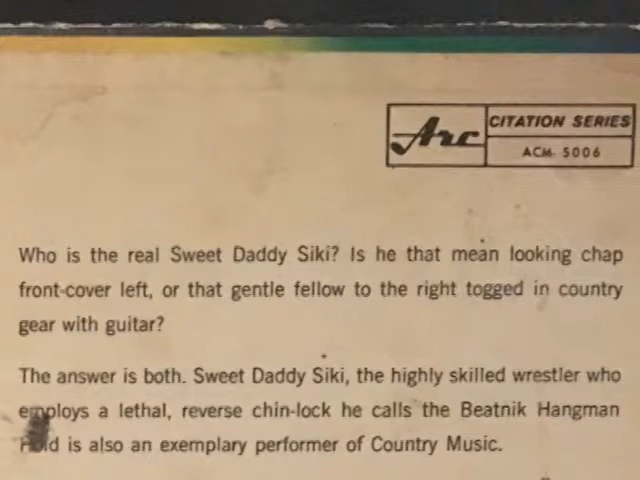 Arc
CITATION SERIES
ACM- 5006
Who is the real Sweet Daddy Siki? Is he that mean looking chap
front-cover left, or that gentle fellow to the right togged in country
gear with guitar?
The answer is both. Sweet Daddy Siki, the highly skilled wrestler who
employs a lethal, reverse chin-lock he calls the Beatnik Hangman
Hold is also an exemplary performer of Country Music.